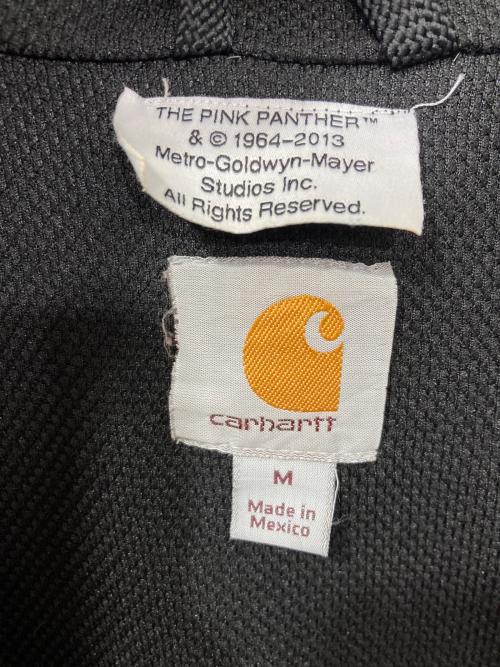 THE PINK PANTHER™
& © 1964-2013
Metro-Goldwyn-Mayer
Studios Inc.
All Rights Reserved.
carhartt
M
Made in
Mexico